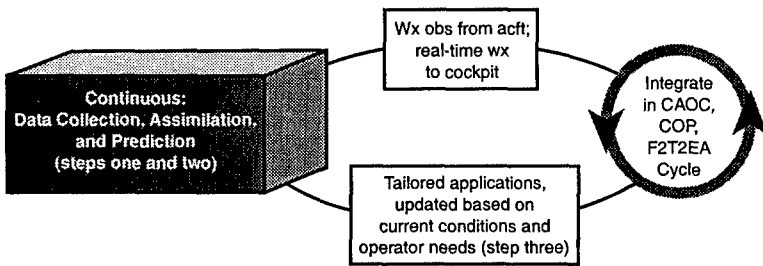 Continuous:
Data Collection, Assimilation,
and Prediction
(steps one and two)
Wx obs from acft;
real-time wx
to cockpit
Tailored applications,
updated based on
current conditions and
operator needs (step three)
Integrate
in CAOC,
COP,
F2T2EA
Cycle